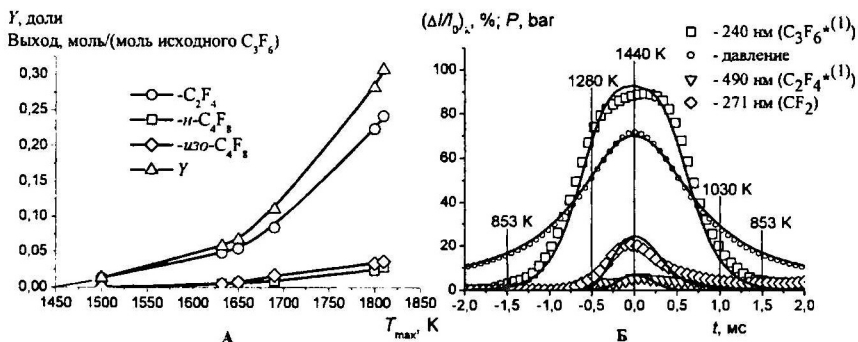 Y, доли
Выход, моль/(моль исходного C₃F₆)
0,30
0,25
0,20
0,15
0,10
0,05
0,00
-C₂F₄
-н-C₄F₈
-изо-C₄F₈
Y
1450 1500 1550 1600 1650 1700 1750 1800 1850
Tmax, K
А
(ΔI/I₀)λ, %; P, bar
- 240 нм (C₃F₆*⁽¹⁾)
- давление
- 490 нм (C₂F₄*⁽¹⁾)
- 271 нм (CF₂)
1440 K
1280 K
1030 K
853 K
853 K
100
80
60
40
20
0
-2,0 -1,5 -1,0 -0,5 0,0 0,5 1,0 1,5 2,0
t, мс
Б